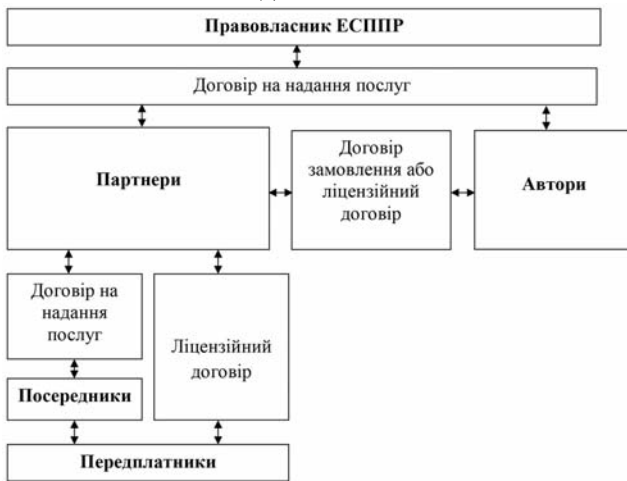 Правовласник ЕСППР
Договір на надання послуг
Партнери
Договір
замовлення або
ліцензійний
договір
Автори
Договір на
надання
послуг
Ліцензійний
договір
Посередники
Передплатники